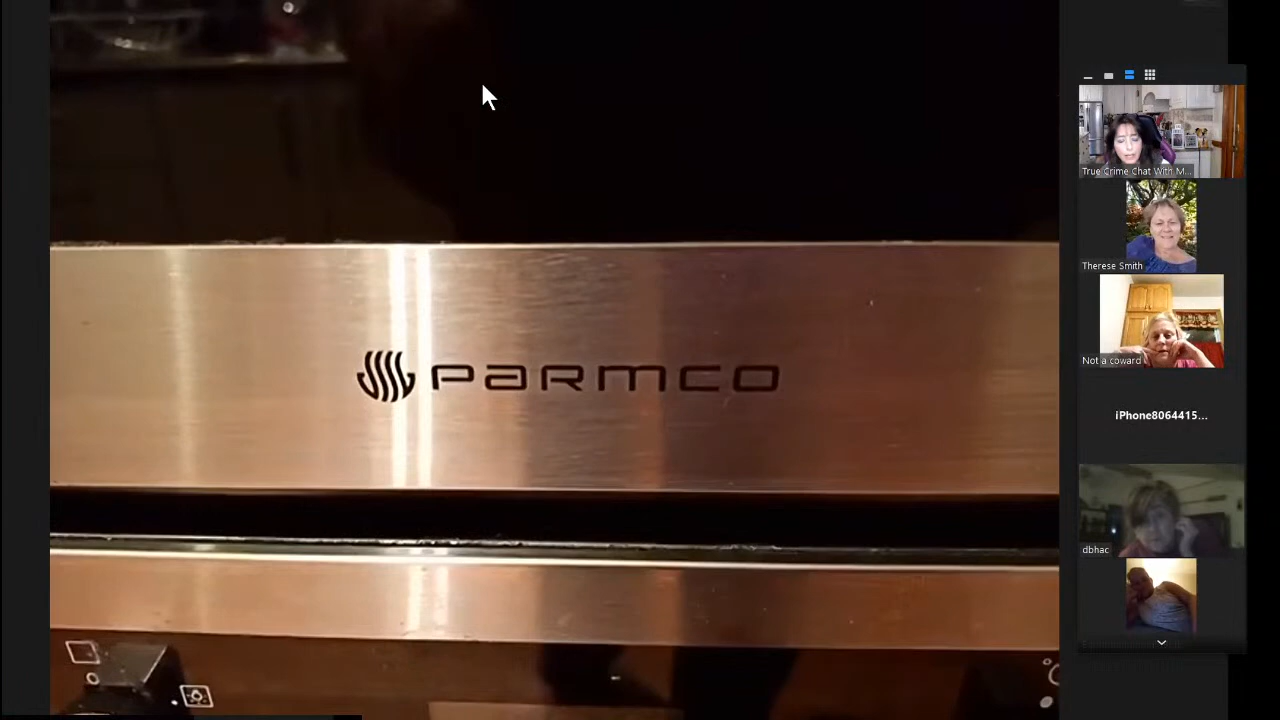 PARMCO
True Crime Chat With M...
Therese Smith
Not a coward
iPhone8064415...
dbhac